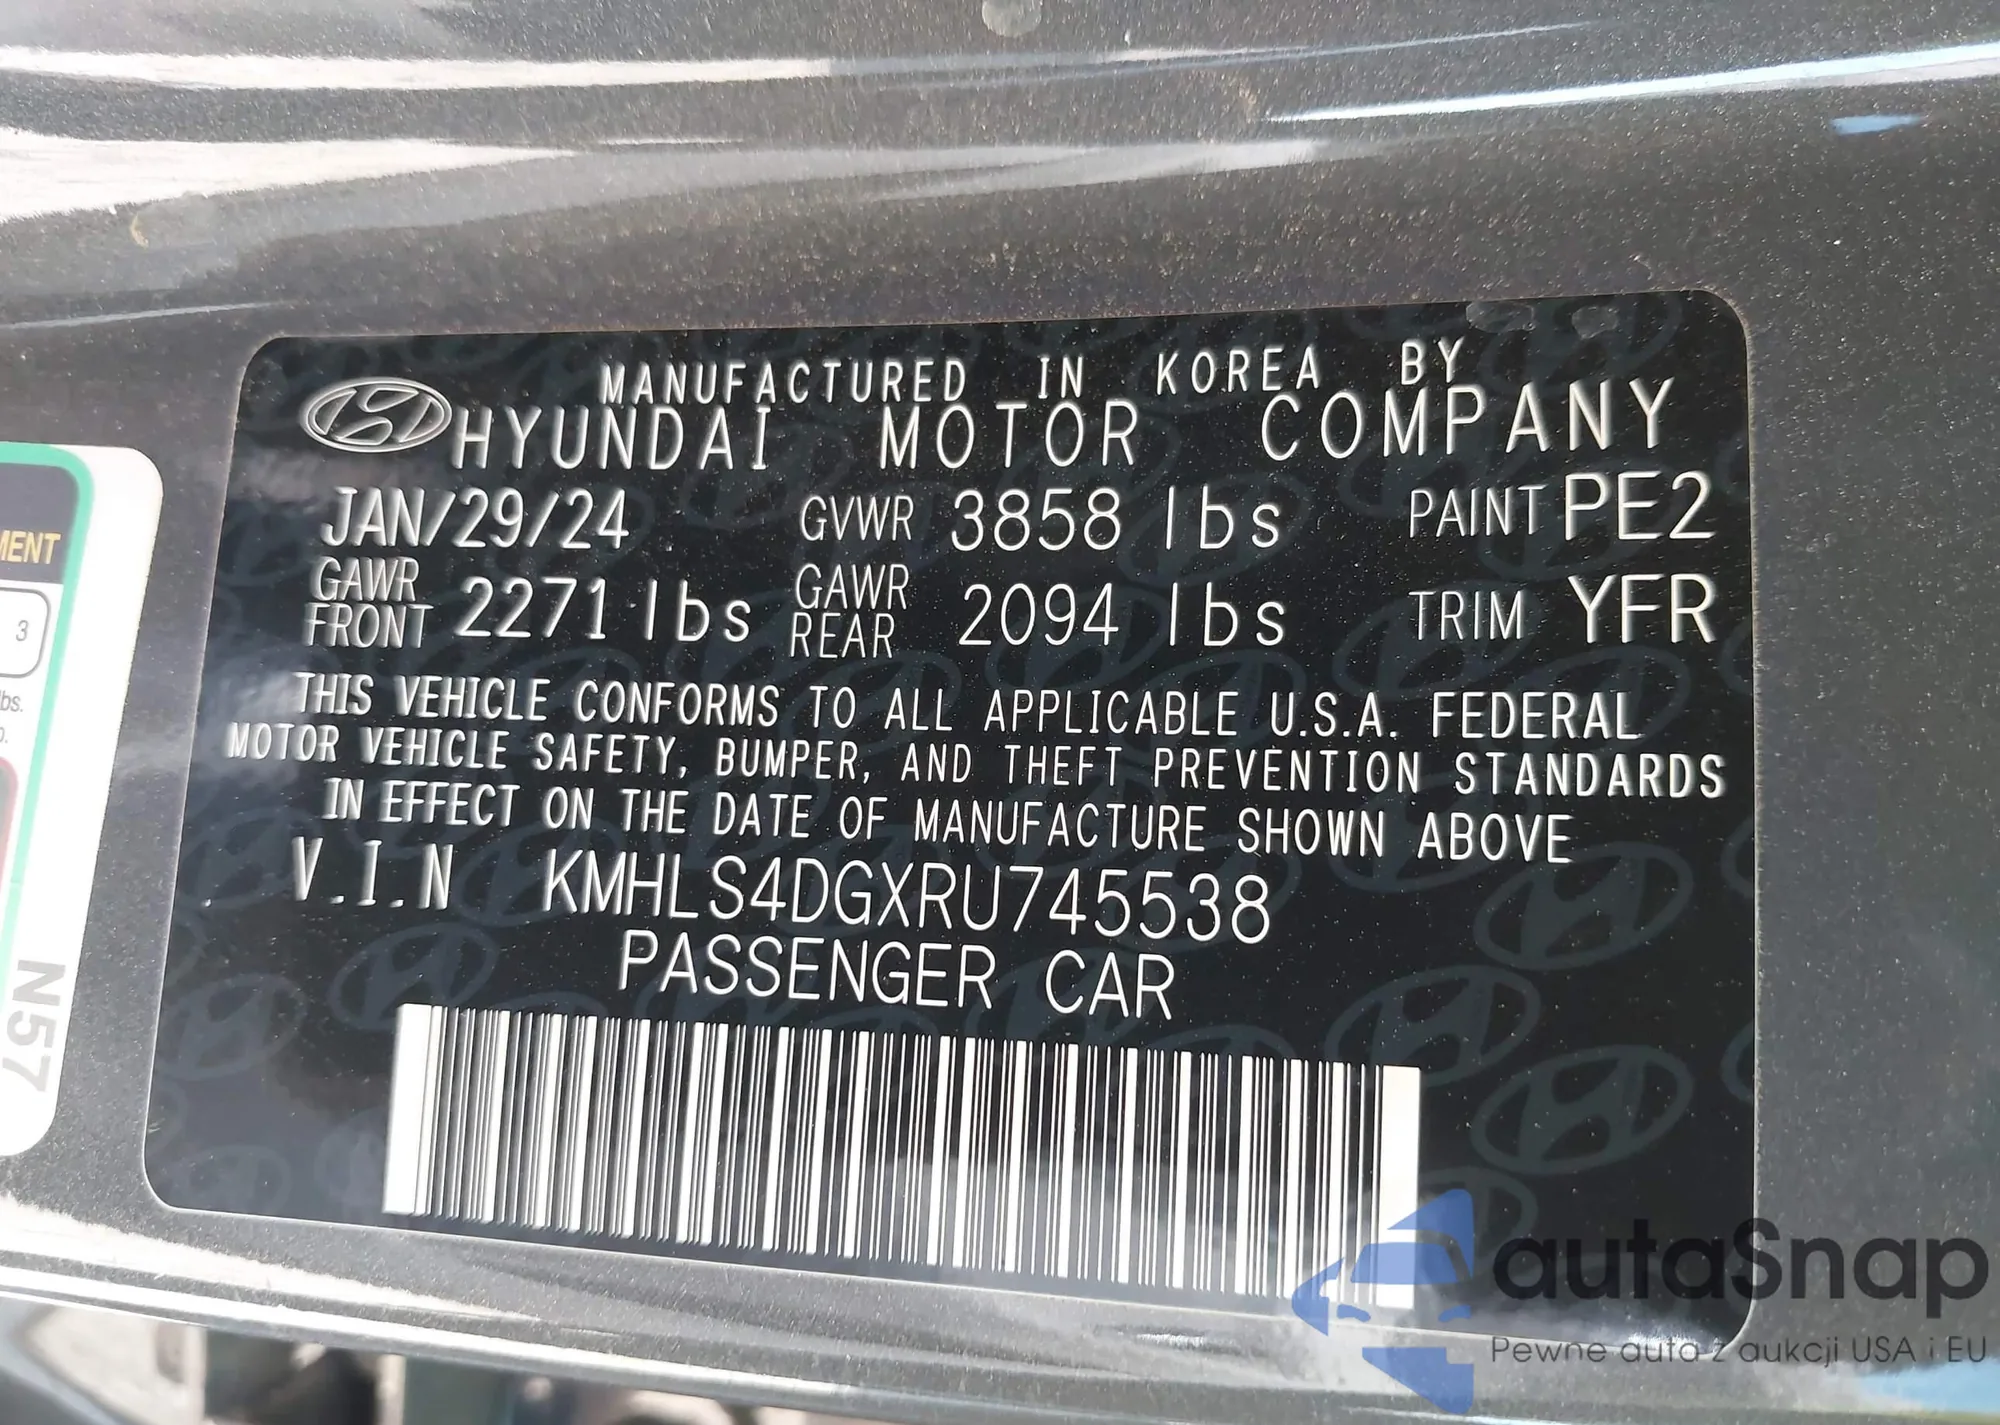 MANUFACTURED IN KOREA BY
HYUNDAI MOTOR COMPANY
JAN/29/24 GVWR 3858 lbs PAINT PE2
GAWR FRONT 2271 lbs GAWR REAR 2094 lbs TRIM YFR
THIS VEHICLE CONFORMS TO ALL APPLICABLE U.S.A. FEDERAL
MOTOR VEHICLE SAFETY, BUMPER, AND THEFT PREVENTION STANDARDS
IN EFFECT ON THE DATE OF MANUFACTURE SHOWN ABOVE
V.I.N KMHLS4DGXRU745538
PASSENGER CAR
3
lbs.
N57
autaSnap
Pewne auta z aukcji USA i EU